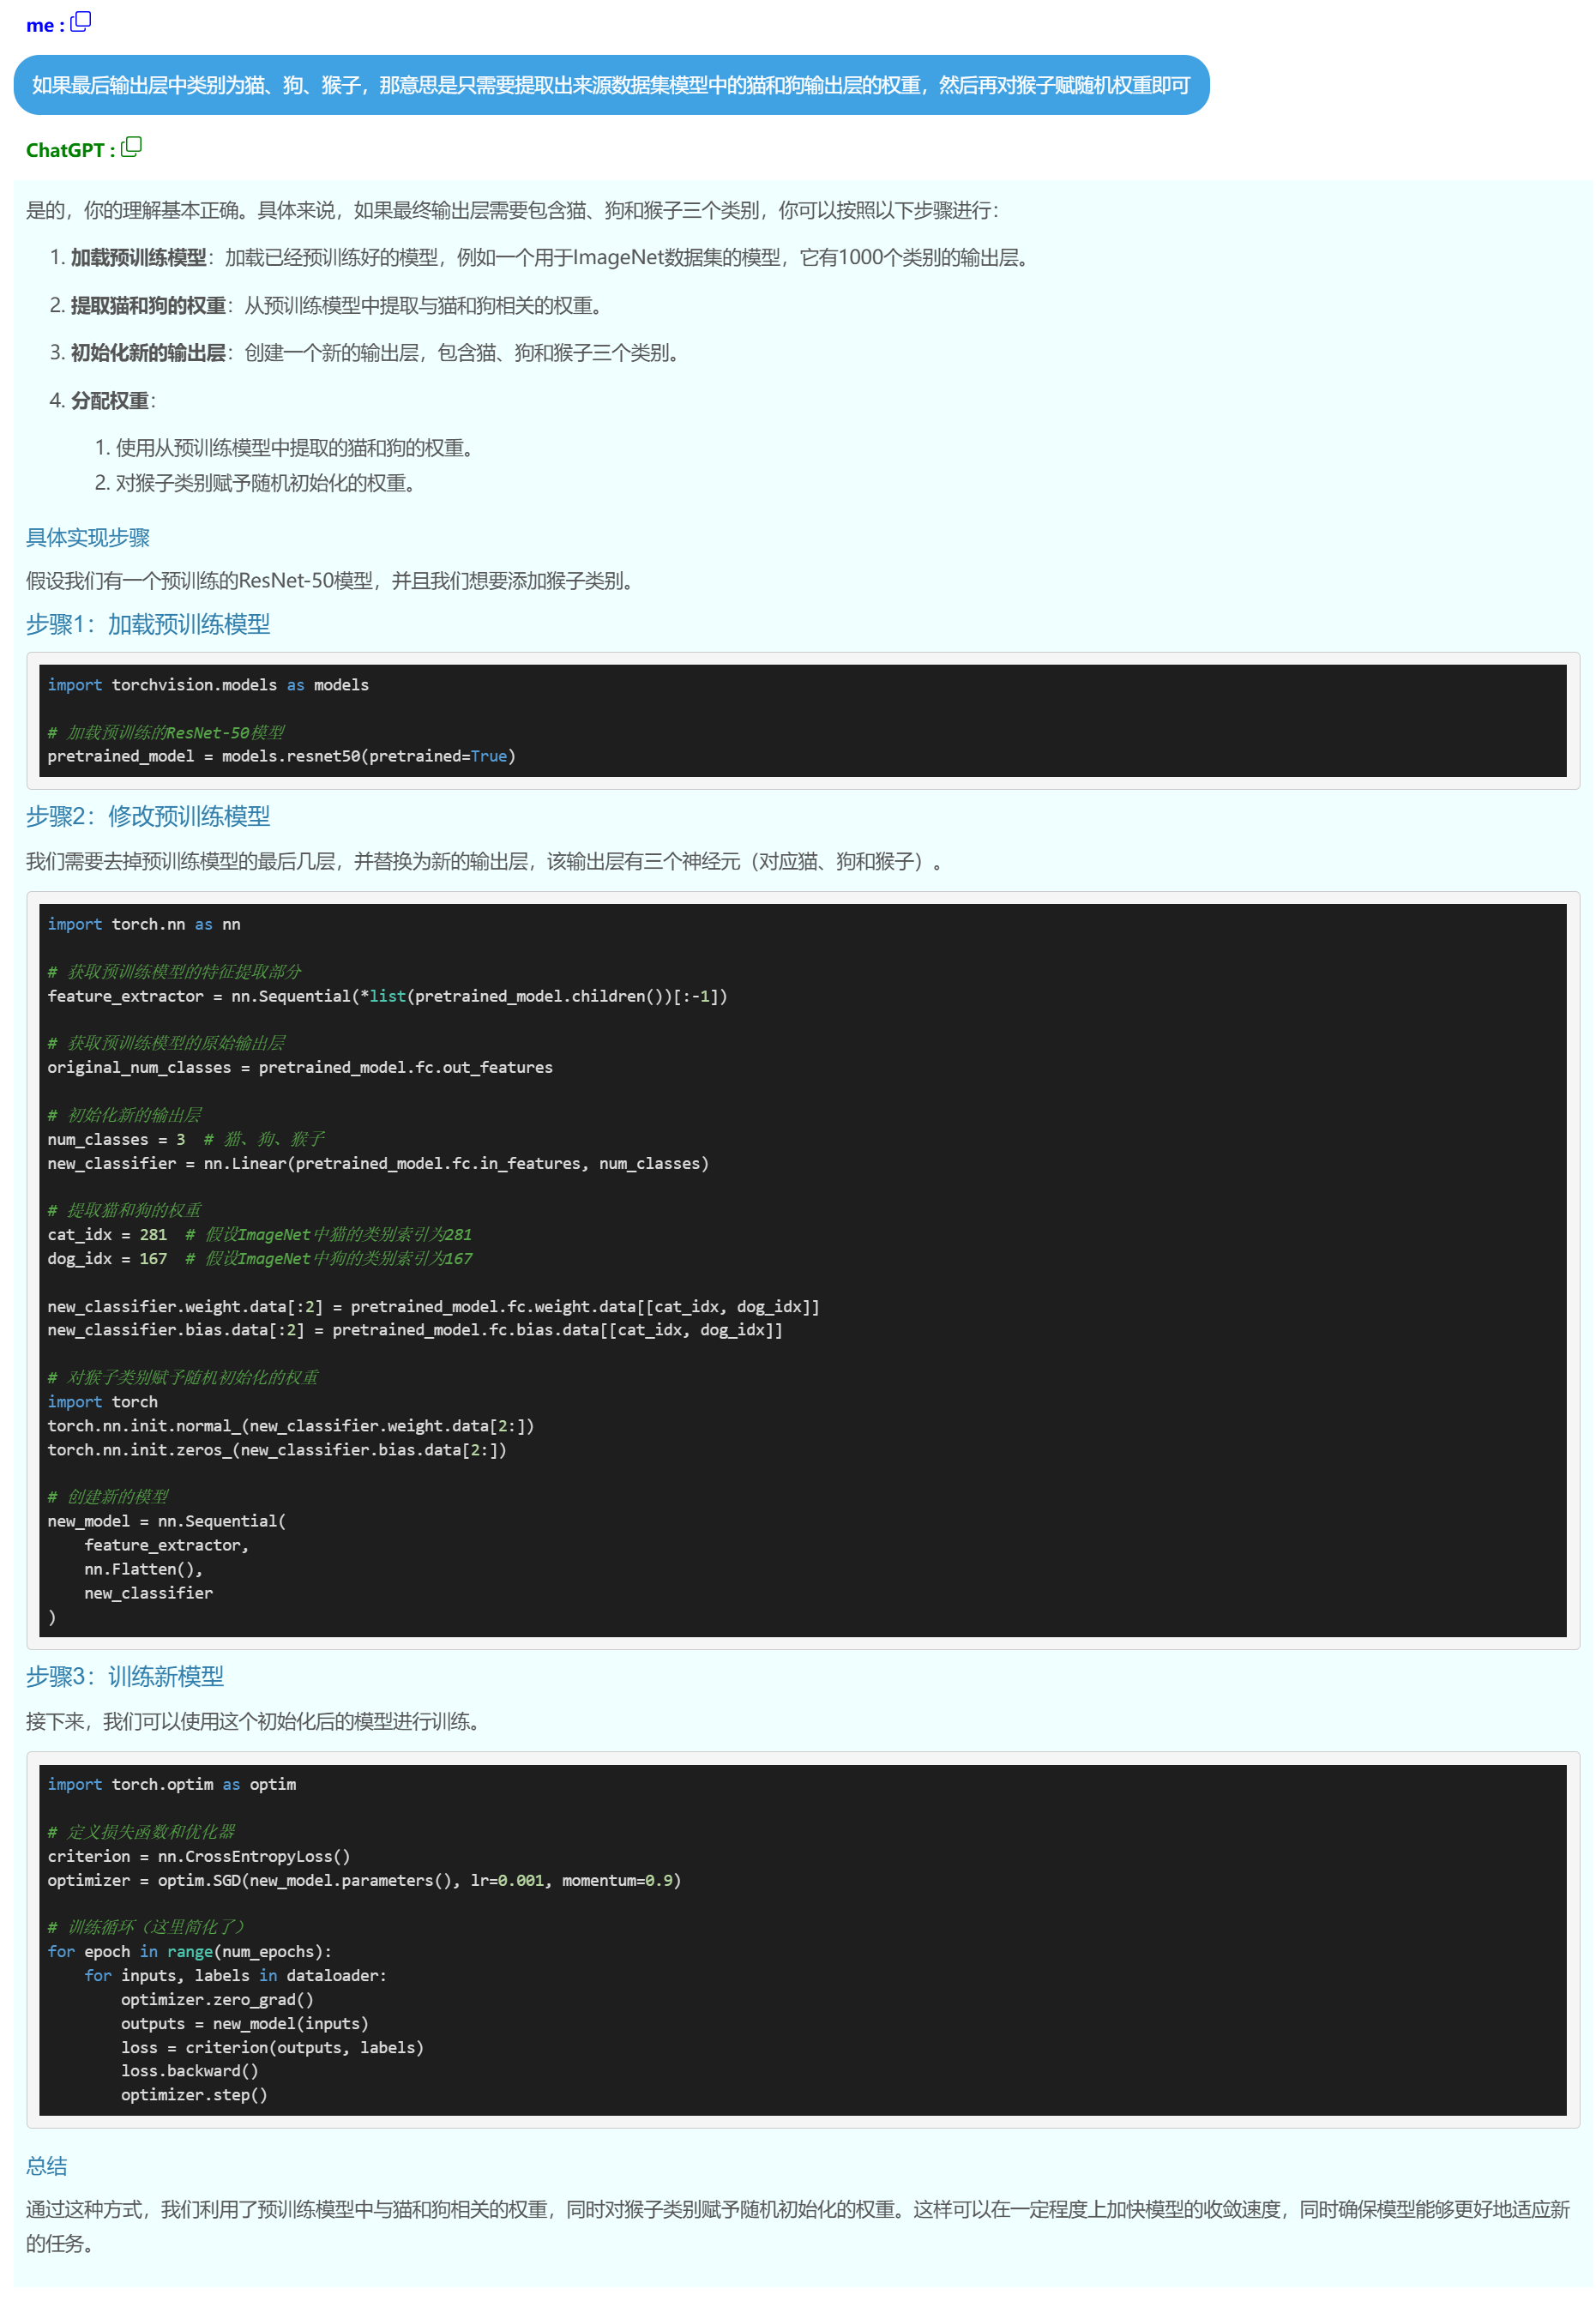 me :
如果最后输出层中类别为猫、狗、猴子，那意思是只需要提取出来源数据集模型中的猫和狗输出层的权重，然后再对猴子赋随机权重即可
ChatGPT :
是的，你的理解基本正确。具体来说，如果最终输出层需要包含猫、狗和猴子三个类别，你可以按照以下步骤进行：
1. 加载预训练模型：加载已经预训练好的模型，例如一个用于ImageNet数据集的模型，它有1000个类别的输出层。
2. 提取猫和狗的权重：从预训练模型中提取与猫和狗相关的权重。
3. 初始化新的输出层：创建一个新的输出层，包含猫、狗和猴子三个类别。
4. 分配权重：
1. 使用从预训练模型中提取的猫和狗的权重。
2. 对猴子类别赋予随机初始化的权重。
具体实现步骤
假设我们有一个预训练的ResNet-50模型，并且我们想要添加猴子类别。
步骤1：加载预训练模型
import torchvision.models as models
# 加载预训练的ResNet-50模型
pretrained_model = models.resnet50(pretrained=True)
步骤2：修改预训练模型
我们需要去掉预训练模型的最后几层，并替换为新的输出层，该输出层有三个神经元（对应猫、狗和猴子）。
import torch.nn as nn
# 获取预训练模型的特征提取部分
feature_extractor = nn.Sequential(*list(pretrained_model.children())[:-1])
# 获取预训练模型的原始输出层
original_num_classes = pretrained_model.fc.out_features
# 初始化新的输出层
num_classes = 3  # 猫、狗、猴子
new_classifier = nn.Linear(pretrained_model.fc.in_features, num_classes)
# 提取猫和狗的权重
cat_idx = 281  # 假设ImageNet中猫的类别索引为281
dog_idx = 167  # 假设ImageNet中狗的类别索引为167
new_classifier.weight.data[:2] = pretrained_model.fc.weight.data[[cat_idx, dog_idx]]
new_classifier.bias.data[:2] = pretrained_model.fc.bias.data[[cat_idx, dog_idx]]
# 对猴子类别赋予随机初始化的权重
import torch
torch.nn.init.normal_(new_classifier.weight.data[2:])
torch.nn.init.zeros_(new_classifier.bias.data[2:])
# 创建新的模型
new_model = nn.Sequential(
    feature_extractor,
    nn.Flatten(),
    new_classifier
)
步骤3：训练新模型
接下来，我们可以使用这个初始化后的模型进行训练。
import torch.optim as optim
# 定义损失函数和优化器
criterion = nn.CrossEntropyLoss()
optimizer = optim.SGD(new_model.parameters(), lr=0.001, momentum=0.9)
# 训练循环（这里简化了）
for epoch in range(num_epochs):
    for inputs, labels in dataloader:
        optimizer.zero_grad()
        outputs = new_model(inputs)
        loss = criterion(outputs, labels)
        loss.backward()
        optimizer.step()
总结
通过这种方式，我们利用了预训练模型中与猫和狗相关的权重，同时对猴子类别赋予随机初始化的权重。这样可以在一定程度上加快模型的收敛速度，同时确保模型能够更好地适应新
的任务。